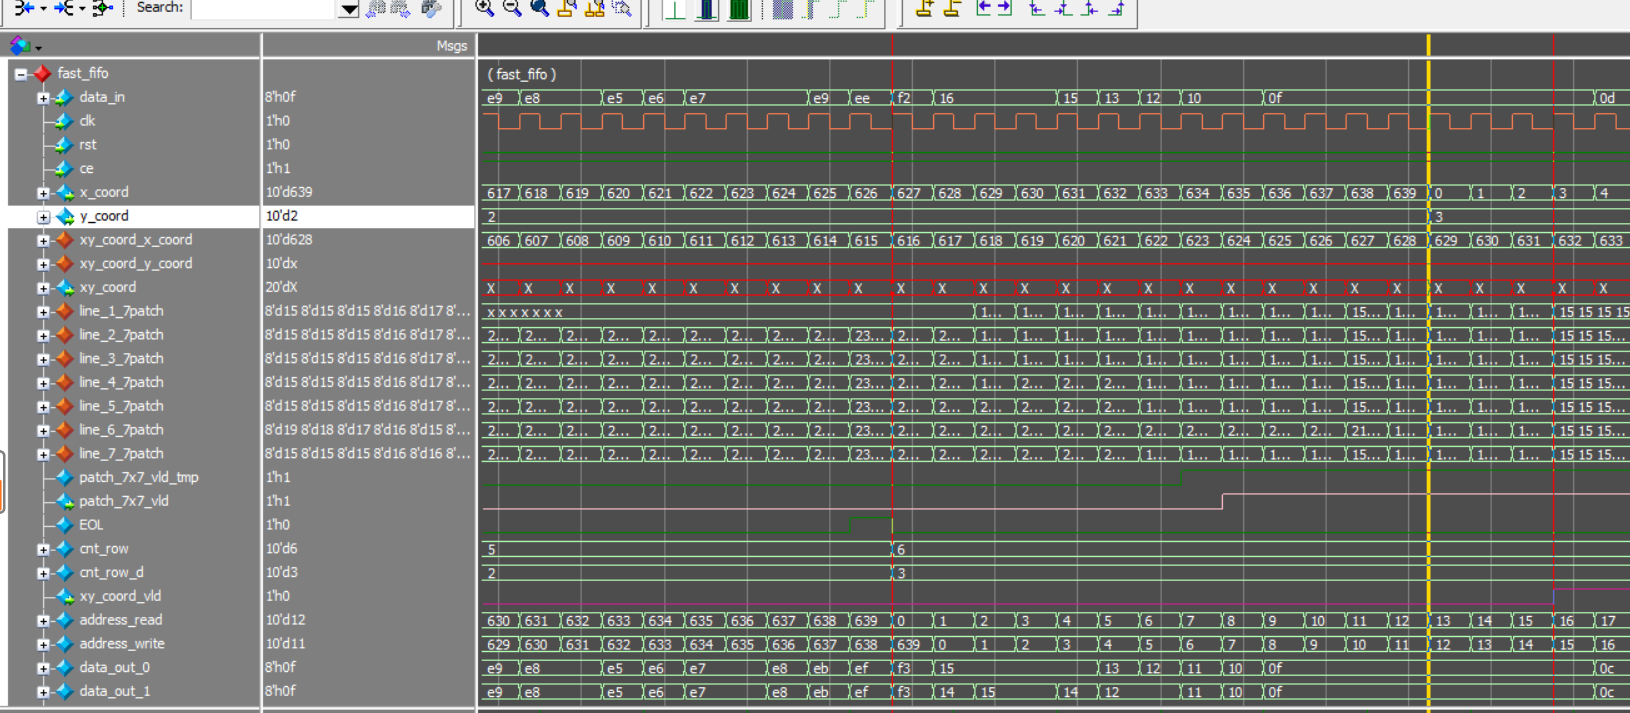 Search:
Msgs
fast_fifo ( fast_fifo )
data_in 8'h0f e9 e8 e5 e6 e7 e9 ee f2 16 15 13 12 10 0f 0d
clk 1'h0
rst 1'h0
ce 1'h1
x_coord 10'd639 617 618 619 620 621 622 623 624 625 626 627 628 629 630 631 632 633 634 635 636 637 638 639 0 1 2 3 4
y_coord 10'd2 2 3
xy_coord_x_coord 10'd628 606 607 608 609 610 611 612 613 614 615 616 617 618 619 620 621 622 623 624 625 626 627 628 629 630 631 632 633
xy_coord_y_coord 10'dx
xy_coord 20'dX X X X X X X X X X X X X X X X X X X X X X X X X X X X X
line_1_7patch 8'd15 8'd15 8'd15 8'd16 8'd17 8'... x x x x x x x 1... 1... 1... 1... 1... 1... 1... 1... 1... 15... 1... 1... 1... 1... 15 15 15 15
line_2_7patch 8'd15 8'd15 8'd15 8'd16 8'd17 8'... 2... 2... 2... 2... 2... 2... 2... 2... 2... 23... 2... 2... 1... 1... 1... 1... 1... 1... 1... 1... 1... 15... 1... 1... 1... 1... 15 15 15...
line_3_7patch 8'd15 8'd15 8'd15 8'd16 8'd17 8'... 2... 2... 2... 2... 2... 2... 2... 2... 2... 23... 2... 2... 1... 1... 1... 1... 1... 1... 1... 1... 1... 15... 1... 1... 1... 1... 15 15 15...
line_4_7patch 8'd15 8'd15 8'd15 8'd16 8'd17 8'... 2... 2... 2... 2... 2... 2... 2... 2... 2... 23... 2... 2... 1... 2... 2... 2... 1... 1... 1... 1... 1... 15... 1... 1... 1... 1... 15 15 15...
line_5_7patch 8'd15 8'd15 8'd15 8'd16 8'd17 8'... 2... 2... 2... 2... 2... 2... 2... 2... 2... 23... 2... 2... 2... 2... 2... 2... 1... 1... 1... 1... 1... 15... 1... 1... 1... 1... 15 15 15...
line_6_7patch 8'd19 8'd18 8'd17 8'd16 8'd15 8'... 2... 2... 2... 2... 2... 2... 2... 2... 2... 23... 2... 2... 2... 2... 2... 2... 2... 2... 2... 2... 2... 21... 2... 1... 1... 1... 15 15 15...
line_7_7patch 8'd15 8'd15 8'd15 8'd16 8'd16 8'... 2... 2... 2... 2... 2... 2... 2... 2... 2... 23... 2... 2... 2... 2... 2... 2... 2... 1... 1... 1... 1... 15... 1... 1... 1... 1... 15 15 15...
patch_7x7_vld_tmp 1'h1
patch_7x7_vld 1'h1
EOL 1'h0
cnt_row 10'd6 5 6
cnt_row_d 10'd3 2 3
xy_coord_vld 1'h0
address_read 10'd12 630 631 632 633 634 635 636 637 638 639 0 1 2 3 4 5 6 7 8 9 10 11 12 13 14 15 16 17
address_write 10'd11 629 630 631 632 633 634 635 636 637 638 639 0 1 2 3 4 5 6 7 8 9 10 11 12 13 14 15 16
data_out_0 8'h0f e9 e8 e5 e6 e7 e8 eb ef f3 15 13 12 11 10 0f 0c
data_out_1 8'h0f e9 e8 e5 e6 e7 e8 eb ef f3 14 15 14 12 11 10 0f 0c